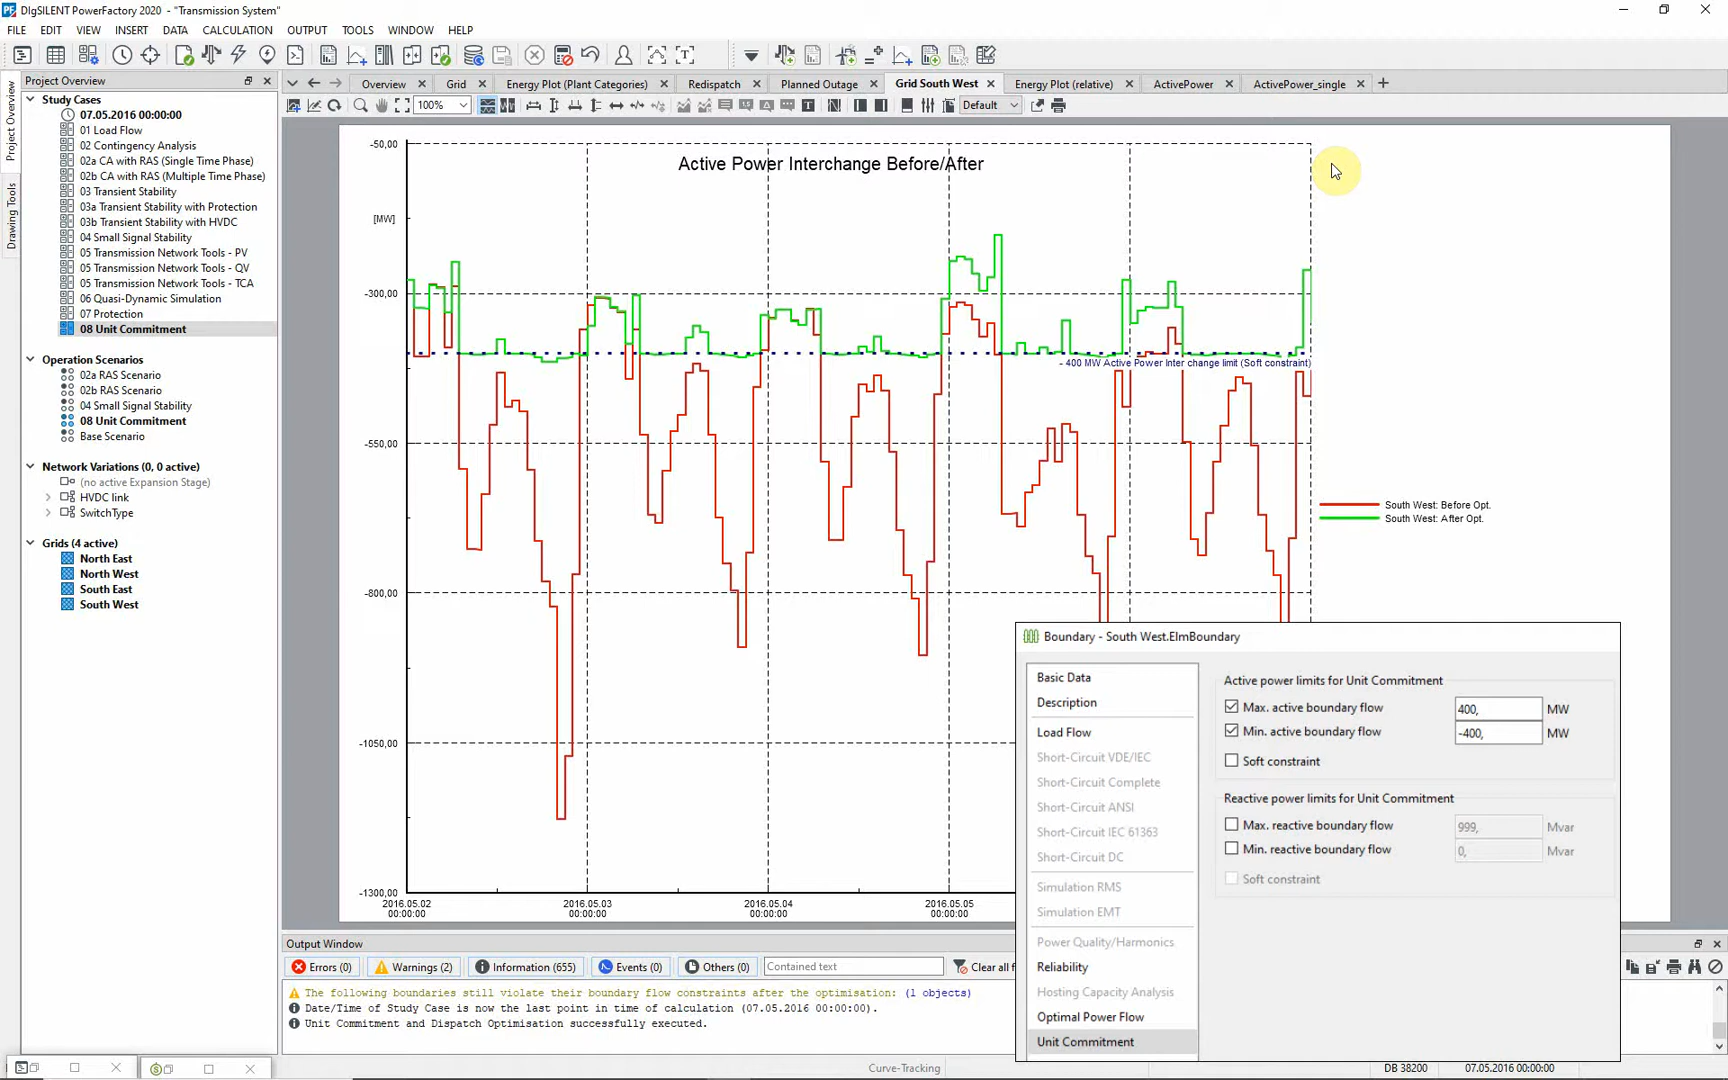 DIgSILENT PowerFactory 2020 - "Transmission System"
FILE EDIT VIEW INSERT DATA CALCULATION OUTPUT TOOLS WINDOW HELP
Project Overview
Drawing Tools
Project Overview
Study Cases
07.05.2016 00:00:00
01 Load Flow
02 Contingency Analysis
02a CA with RAS (Single Time Phase)
02b CA with RAS (Multiple Time Phase)
03 Transient Stability
03a Transient Stability with Protection
03b Transient Stability with HVDC
04 Small Signal Stability
05 Transmission Network Tools - PV
05 Transmission Network Tools - QV
05 Transmission Network Tools - TCA
06 Quasi-Dynamic Simulation
07 Protection
08 Unit Commitment
Operation Scenarios
02a RAS Scenario
02b RAS Scenario
04 Small Signal Stability
08 Unit Commitment
Base Scenario
Network Variations (0, 0 active)
(no active Expansion Stage)
HVDC link
SwitchType
Grids (4 active)
North East
North West
South East
South West
Overview Grid Energy Plot (Plant Categories) Redispatch Planned Outage Grid South West Energy Plot (relative) ActivePower ActivePower_single
100% Default
Active Power Interchange Before/After
-50,00
[MW]
-300,00
-550,00
-800,00
-1050,00
-1300,00
- 400 MW Active Power Inter change limit (Soft constraint)
South West: Before Opt.
South West: After Opt.
2016.05.02 2016.05.03 2016.05.04 2016.05.05
00:00:00 00:00:00 00:00:00 00:00:00
Boundary - South West.ElmBoundary
Basic Data
Description
Load Flow
Short-Circuit VDE/IEC
Short-Circuit Complete
Short-Circuit ANSI
Short-Circuit IEC 61363
Short-Circuit DC
Simulation RMS
Simulation EMT
Power Quality/Harmonics
Reliability
Hosting Capacity Analysis
Optimal Power Flow
Unit Commitment
Active power limits for Unit Commitment
Max. active boundary flow 400, MW
Min. active boundary flow -400, MW
Soft constraint
Reactive power limits for Unit Commitment
Max. reactive boundary flow 999, Mvar
Min. reactive boundary flow 0, Mvar
Soft constraint
Output Window
Errors (0) Warnings (2) Information (655) Events (0) Others (0) Contained text Clear all f
The following boundaries still violate their boundary flow constraints after the optimisation: (1 objects)
Date/Time of Study Case is now the last point in time of calculation (07.05.2016 00:00:00).
Unit Commitment and Dispatch Optimisation successfully executed.
Curve-Tracking DB 38200 07.05.2016 00:00:00